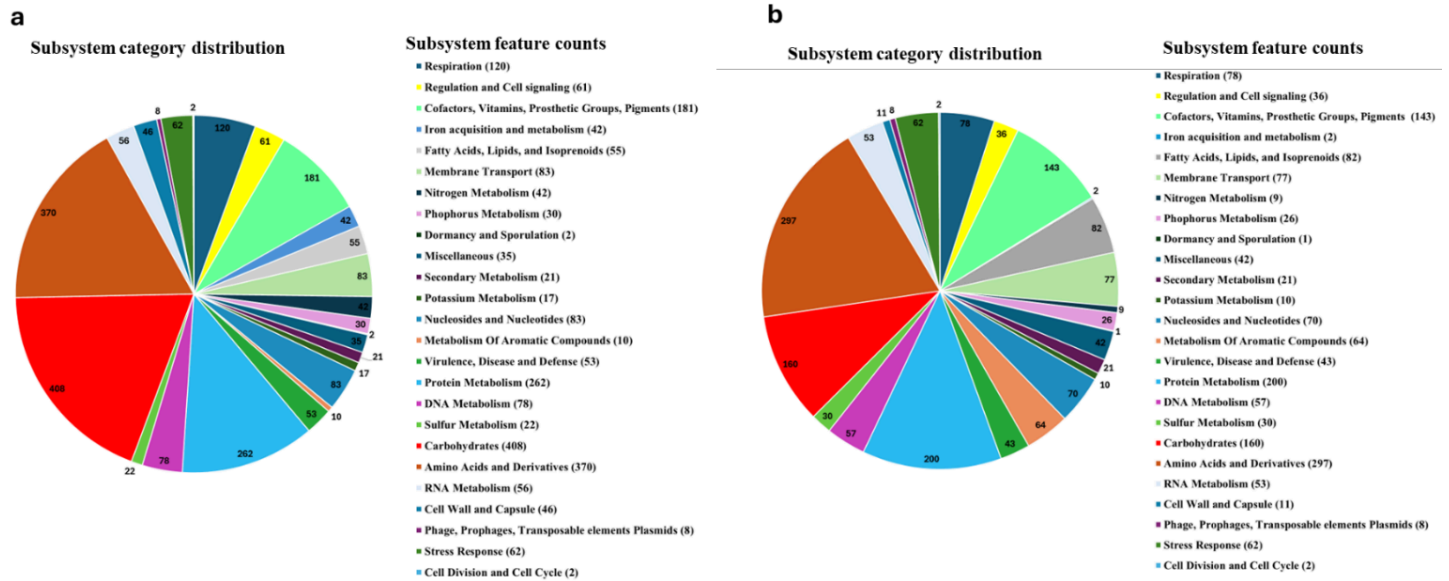 a
Subsystem category distribution
2
8
62
120
46
56
61
181
370
42
55
83
42
30
2
35
21
17
408
83
10
53
262
78
22
Subsystem feature counts
Respiration (120)
Regulation and Cell signaling (61)
Cofactors, Vitamins, Prosthetic Groups, Pigments (181)
Iron acquisition and metabolism (42)
Fatty Acids, Lipids, and Isoprenoids (55)
Membrane Transport (83)
Nitrogen Metabolism (42)
Phophorus Metabolism (30)
Dormancy and Sporulation (2)
Miscellaneous (35)
Secondary Metabolism (21)
Potassium Metabolism (17)
Nucleosides and Nucleotides (83)
Metabolism Of Aromatic Compounds (10)
Virulence, Disease and Defense (53)
Protein Metabolism (262)
DNA Metabolism (78)
Sulfur Metabolism (22)
Carbohydrates (408)
Amino Acids and Derivatives (370)
RNA Metabolism (56)
Cell Wall and Capsule (46)
Phage, Prophages, Transposable elements Plasmids (8)
Stress Response (62)
Cell Division and Cell Cycle (2)
b
Subsystem category distribution
2
11
8
62
78
36
53
143
2
297
82
77
9
26
1
42
21
10
160
70
30
64
57
43
200
Subsystem feature counts
Respiration (78)
Regulation and Cell signaling (36)
Cofactors, Vitamins, Prosthetic Groups, Pigments (143)
Iron acquisition and metabolism (2)
Fatty Acids, Lipids, and Isoprenoids (82)
Membrane Transport (77)
Nitrogen Metabolism (9)
Phophorus Metabolism (26)
Dormancy and Sporulation (1)
Miscellaneous (42)
Secondary Metabolism (21)
Potassium Metabolism (10)
Nucleosides and Nucleotides (70)
Metabolism Of Aromatic Compounds (64)
Virulence, Disease and Defense (43)
Protein Metabolism (200)
DNA Metabolism (57)
Sulfur Metabolism (30)
Carbohydrates (160)
Amino Acids and Derivatives (297)
RNA Metabolism (53)
Cell Wall and Capsule (11)
Phage, Prophages, Transposable elements Plasmids (8)
Stress Response (62)
Cell Division and Cell Cycle (2)